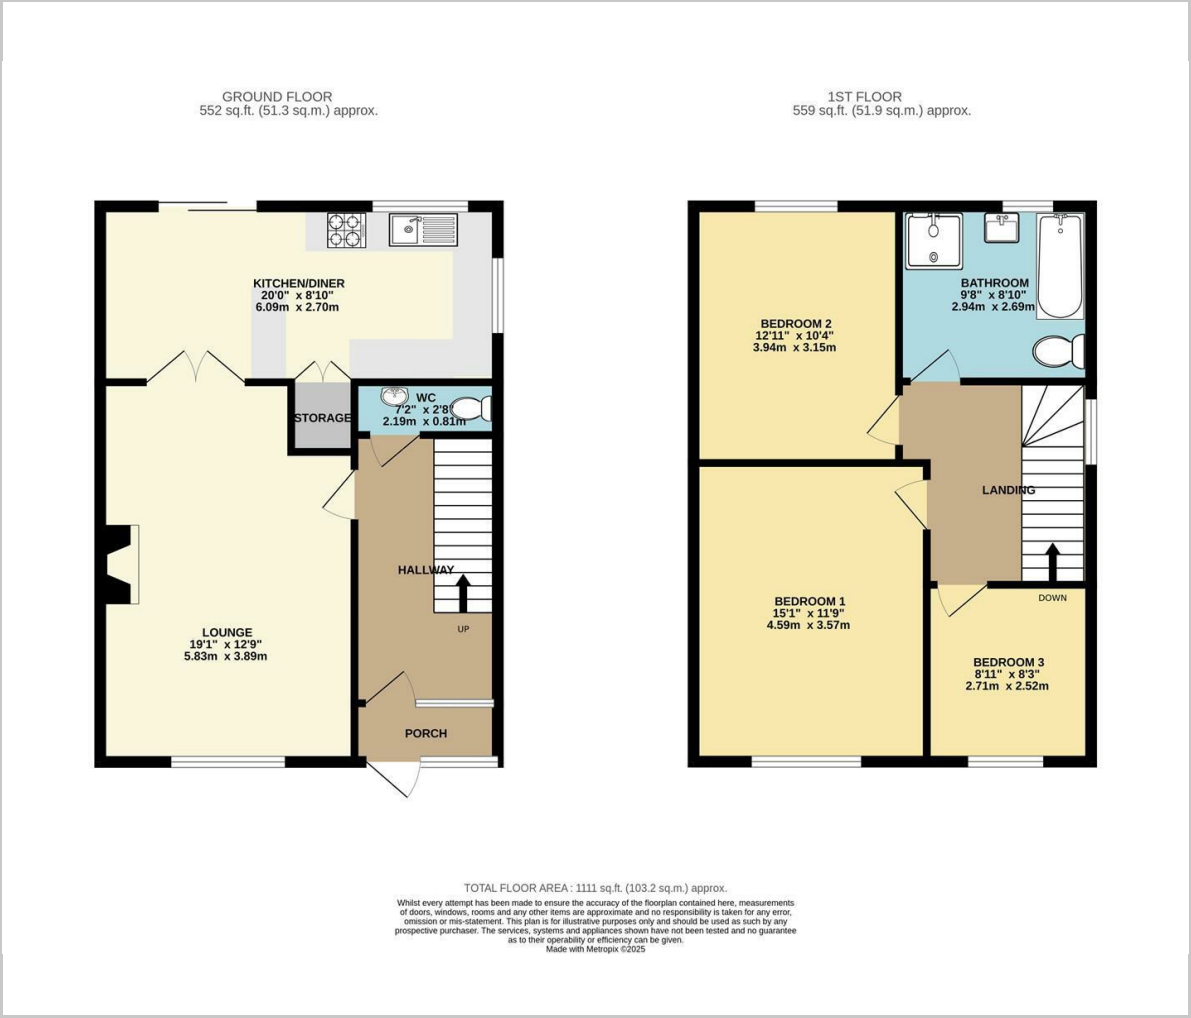 GROUND FLOOR
552 sq.ft. (51.3 sq.m.) approx.
KITCHEN/DINER
20'0" x 8'10"
6.09m x 2.70m
STORAGE
WC
7'2" x 2'8"
2.19m x 0.81m
HALLWAY
UP
LOUNGE
19'1" x 12'9"
5.83m x 3.89m
PORCH
1ST FLOOR
559 sq.ft. (51.9 sq.m.) approx.
BEDROOM 2
12'11" x 10'4"
3.94m x 3.15m
BATHROOM
9'8" x 8'10"
2.94m x 2.69m
LANDING
DOWN
BEDROOM 1
15'1" x 11'9"
4.59m x 3.57m
BEDROOM 3
8'11" x 8'3"
2.71m x 2.52m
TOTAL FLOOR AREA : 1111 sq.ft. (103.2 sq.m.) approx.
Whilst every attempt has been made to ensure the accuracy of the floorplan contained here, measurements
of doors, windows, rooms and any other items are approximate and no responsibility is taken for any error,
omission or mis-statement. This plan is for illustrative purposes only and should be used as such by any
prospective purchaser. The services, systems and appliances shown have not been tested and no guarantee
as to their operability or efficiency can be given.
Made with Metropix ©2025